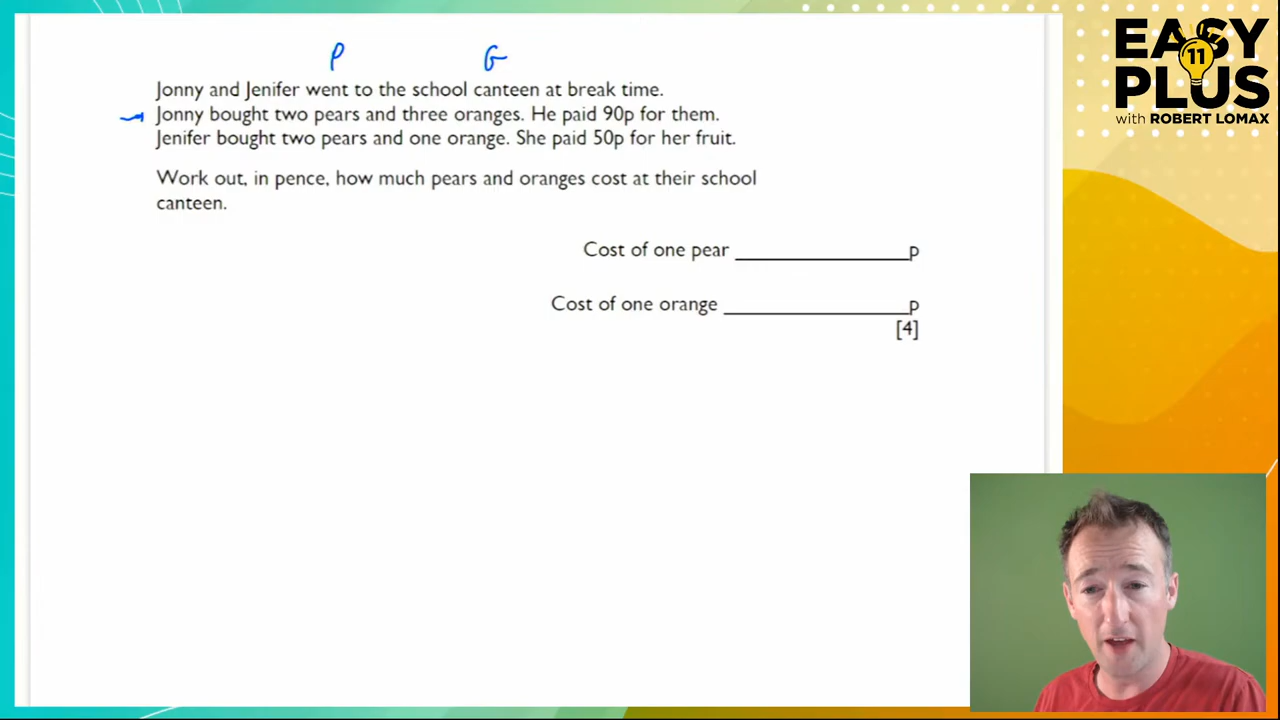 P G
Jonny and Jenifer went to the school canteen at break time.
Jonny bought two pears and three oranges. He paid 90p for them.
Jenifer bought two pears and one orange. She paid 50p for her fruit.
Work out, in pence, how much pears and oranges cost at their school
canteen.
Cost of one pear _______________p
Cost of one orange ________________p
[4]
EASY
11
PLUS
with ROBERT LOMAX